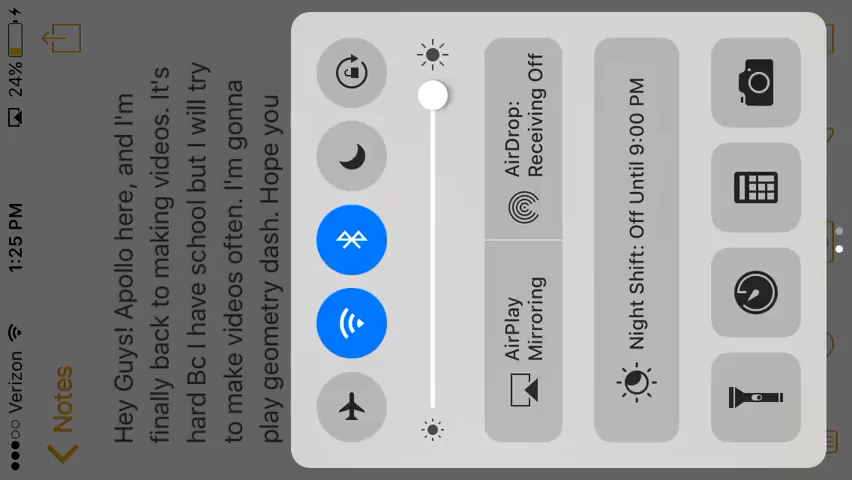 Verizon 1:25 PM 24%
Notes
Hey Guys! Apollo here, and I'm
finally back to making videos. It's
hard Bc I have school but I will try
to make videos often. I'm gonna
play geometry dash. Hope you
AirPlay
Mirroring
AirDrop:
Receiving Off
Night Shift: Off Until 9:00 PM